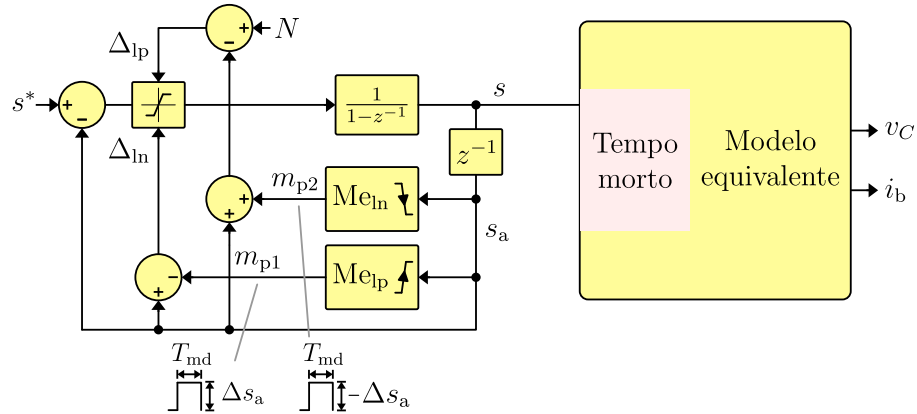 Δlp
N
s*
Δln
1
1−z⁻¹
s
z⁻¹
Tempo
morto
Modelo
equivalente
vC
ib
mp2
Meln
sa
mp1
Melp
Tmd
Δsa
Tmd
-Δsa